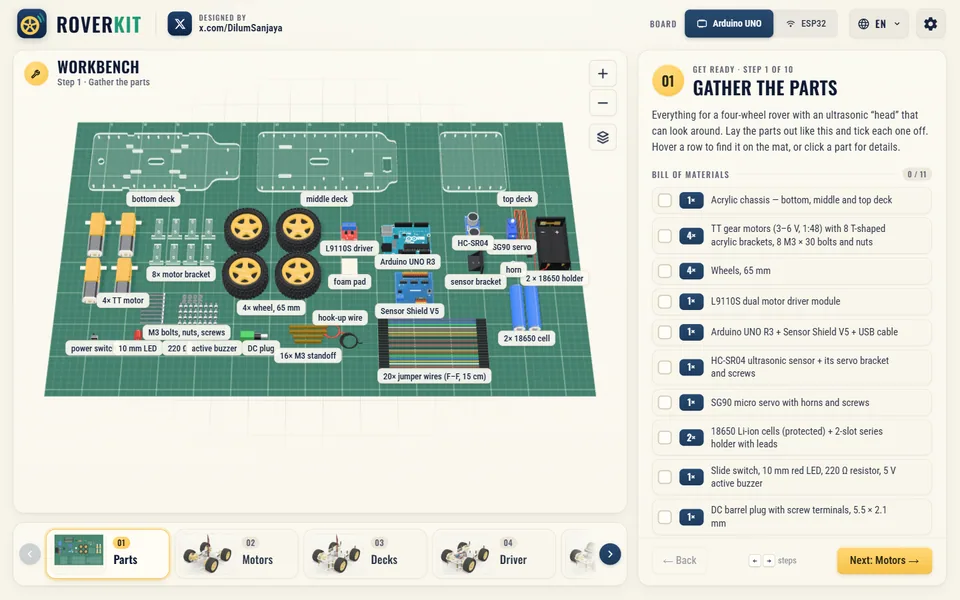 ROVERKIT
DESIGNED BY
x.com/DilumSanjaya
BOARD
Arduino UNO
ESP32
EN
WORKBENCH
Step 1 · Gather the parts
bottom deck
middle deck
top deck
L9110S driver
HC-SR04
SG90 servo
Arduino UNO R3
8× motor bracket
foam pad
sensor bracket
horn
2 × 18650 holder
4× TT motor
4× wheel, 65 mm
Sensor Shield V5
hook-up wire
M3 bolts, nuts, screws
2× 18650 cell
10 mm LED
active buzzer
DC plug
16× M3 standoff
20× jumper wires (F–F, 15 cm)
01
Parts
02
Motors
03
Decks
04
Driver
01
GET READY · STEP 1 OF 10
GATHER THE PARTS
Everything for a four-wheel rover with an ultrasonic “head” that
can look around. Lay the parts out like this and tick each one off.
Hover a row to find it on the mat, or click a part for details.
BILL OF MATERIALS
0 / 11
1× Acrylic chassis — bottom, middle and top deck
4× TT gear motors (3–6 V, 1:48) with 8 T-shaped
acrylic brackets, 8 M3 × 30 bolts and nuts
4× Wheels, 65 mm
1× L9110S dual motor driver module
1× Arduino UNO R3 + Sensor Shield V5 + USB cable
1× HC-SR04 ultrasonic sensor + its servo bracket
and screws
1× SG90 micro servo with horns and screws
2× 18650 Li-ion cells (protected) + 2-slot series
holder with leads
1× Slide switch, 10 mm red LED, 220 Ω resistor, 5 V
active buzzer
1× DC barrel plug with screw terminals, 5.5 × 2.1
mm
← Back
← → steps
Next: Motors →